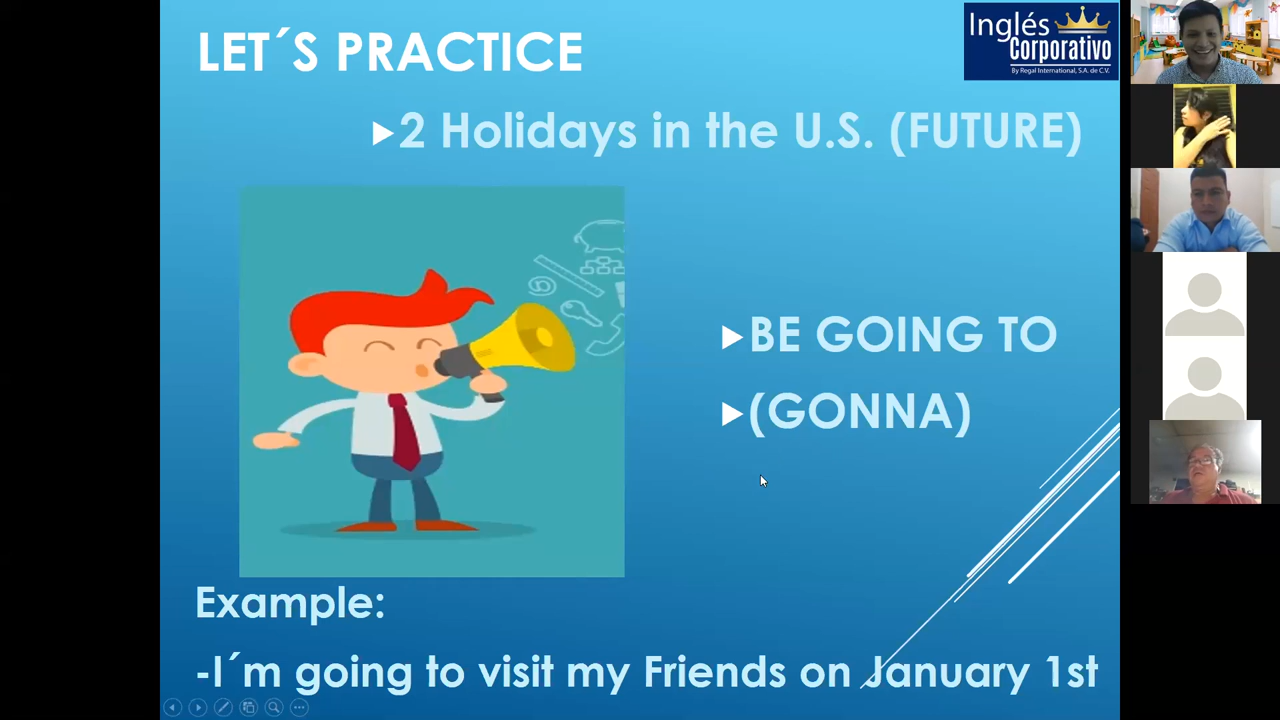 LET´S PRACTICE
Inglés
Corporativo
By Regal International, S.A. de C.V.
2 Holidays in the U.S. (FUTURE)
BE GOING TO
(GONNA)
Example:
-I´m going to visit my Friends on January 1st